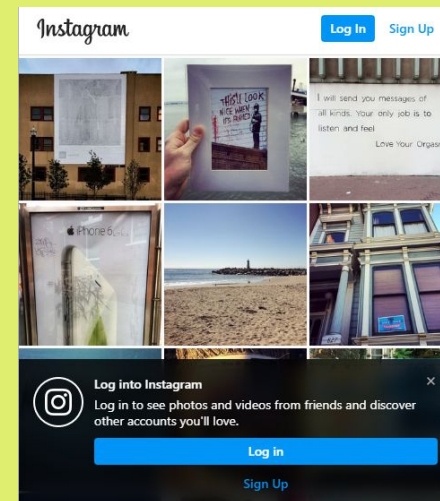 Instagram
Log In Sign Up
THIS'LL LOOK
NICE WHEN
IT'S FRAMED
I will send you messages of
all kinds. Your only job is to
listen and feel
Love Your Orgasm
iPhone 6
Log into Instagram
Log in to see photos and videos from friends and discover
other accounts you'll love.
Log in
Sign Up